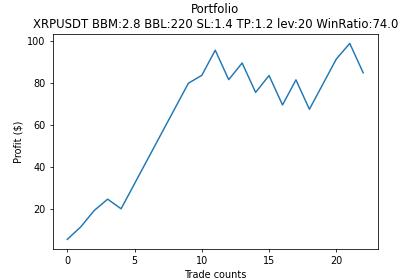 Portfolio
XRPUSDT BBM:2.8 BBL:220 SL:1.4 TP:1.2 lev:20 WinRatio:74.0
100
80
60
40
20
Profit ($)
0 5 10 15 20
Trade counts